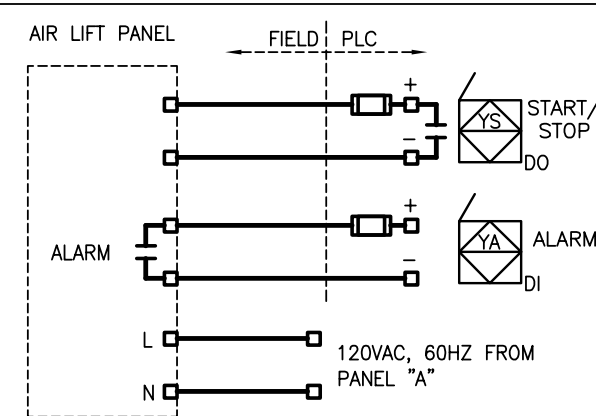 AIR LIFT PANEL
FIELD PLC
+
YS
START/
STOP
–
DO
ALARM
+
YA
ALARM
–
DI
L
120VAC, 60HZ FROM
PANEL "A"
N